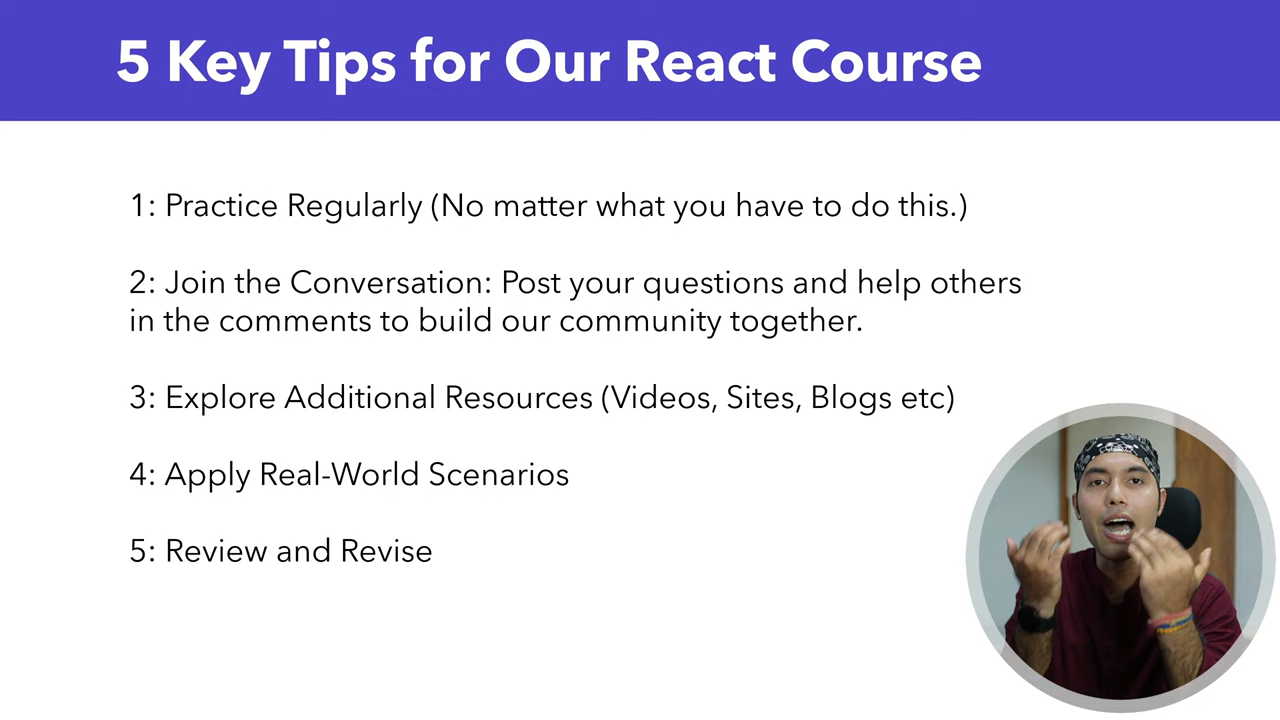 5 Key Tips for Our React Course
1: Practice Regularly (No matter what you have to do this.)
2: Join the Conversation: Post your questions and help others
in the comments to build our community together.
3: Explore Additional Resources (Videos, Sites, Blogs etc)
4: Apply Real-World Scenarios
5: Review and Revise